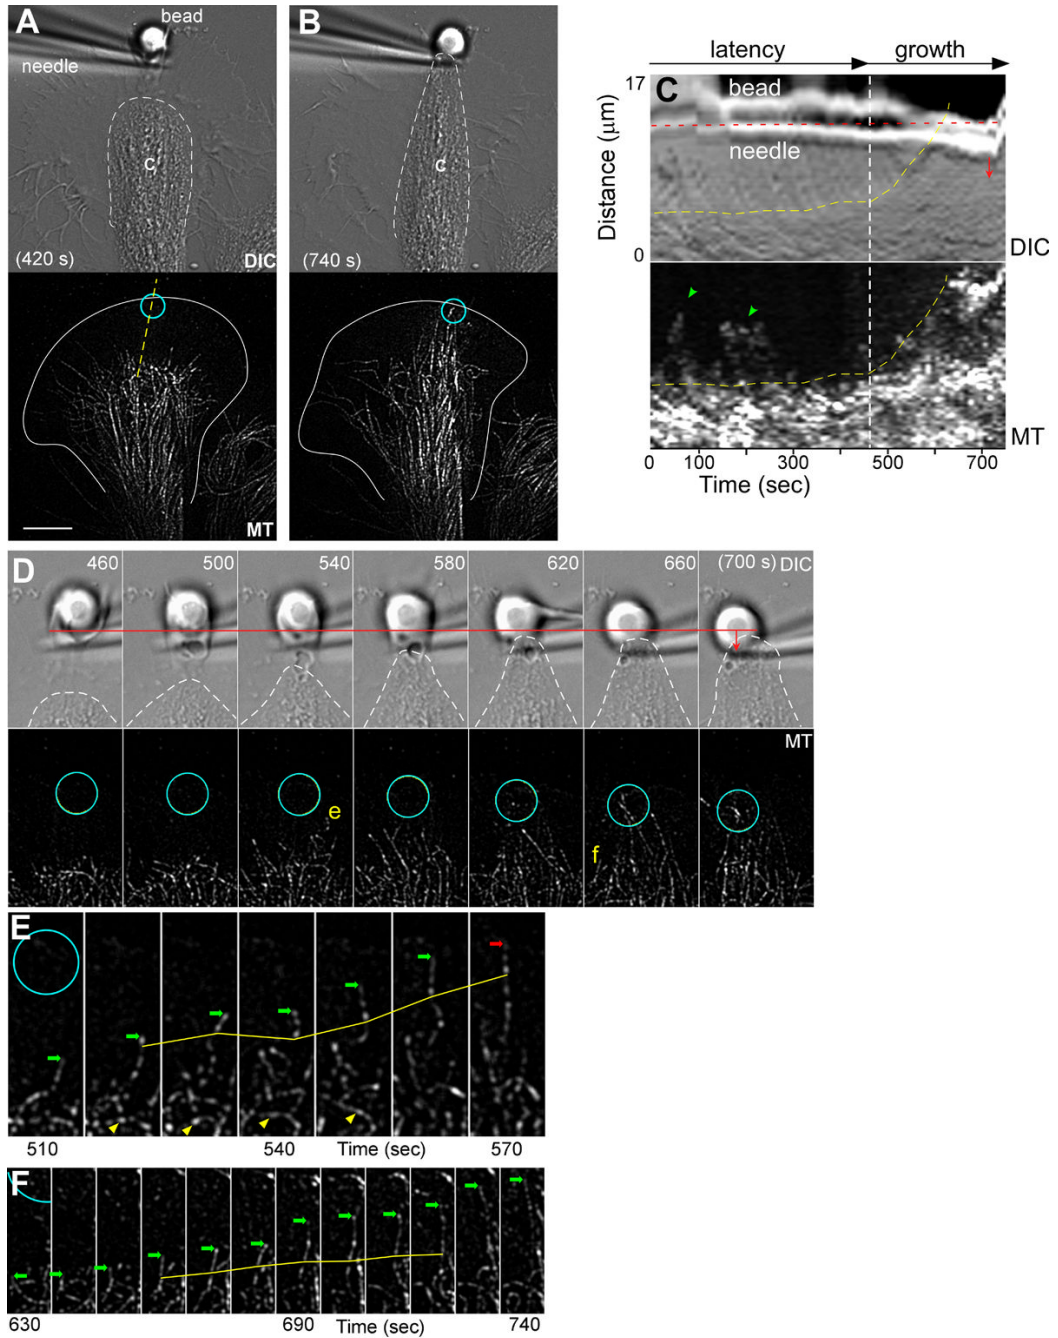 A
bead
needle
C
(420 s)
DIC
MT
B
C
(740 s)
latency
growth
C
17
bead
needle
0
Distance (μm)
DIC
MT
0
100
300
500
700
Time (sec)
D
460
500
540
580
620
660
(700 s) DIC
MT
e
f
E
510
540
Time (sec)
570
F
630
690
Time (sec)
740